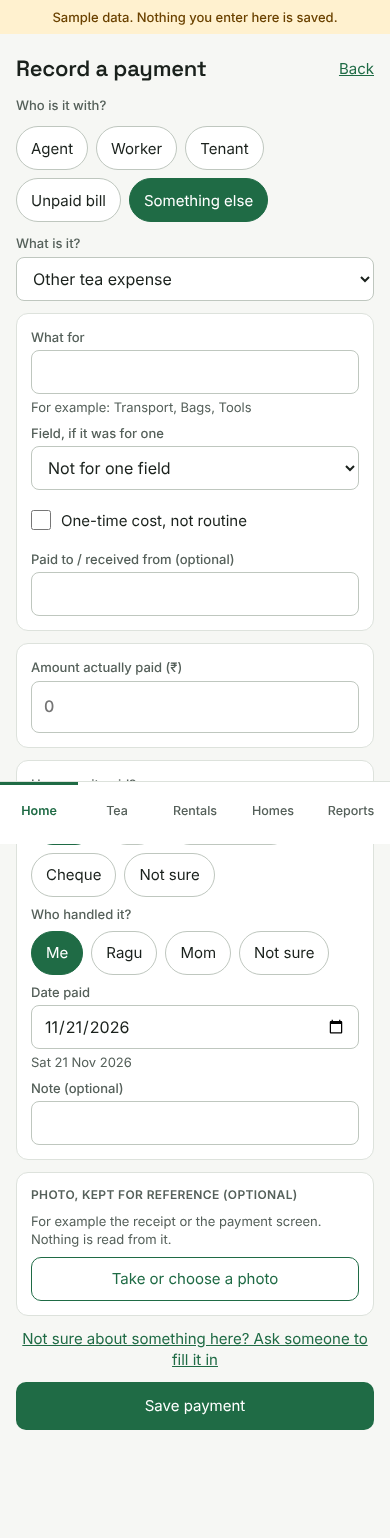 Sample data. Nothing you enter here is saved.
Record a payment
Back
Who is it with?
Agent
Worker
Tenant
Unpaid bill
Something else
What is it?
Other tea expense
What for
For example: Transport, Bags, Tools
Field, if it was for one
Not for one field
One-time cost, not routine
Paid to / received from (optional)
Amount actually paid (₹)
0
Home
Tea
Rentals
Homes
Reports
Cheque
Not sure
Who handled it?
Me
Ragu
Mom
Not sure
Date paid
11/21/2026
Sat 21 Nov 2026
Note (optional)
PHOTO, KEPT FOR REFERENCE (OPTIONAL)
For example the receipt or the payment screen.
Nothing is read from it.
Take or choose a photo
Not sure about something here? Ask someone to
fill it in
Save payment